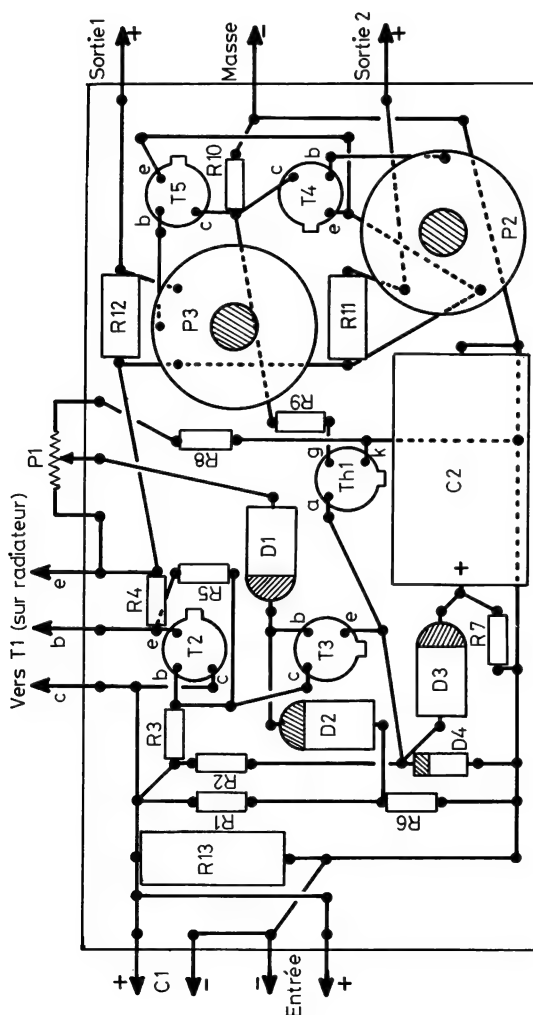 Sortie 1
+
Masse
−
Sortie 2
+
Vers T1 (sur radiateur)
c
b
e
P1
R12
b
e
T5
c
R10
P3
c
b
T4
e
P2
R11
R4
R5
R8
R9
g
a
Th1
k
D1
e
T2
b
c
R3
b
T3
c
e
D2
R2
R1
R6
R13
D4
D3
R7
+
C2
+
C1
−
−
Entrée
+